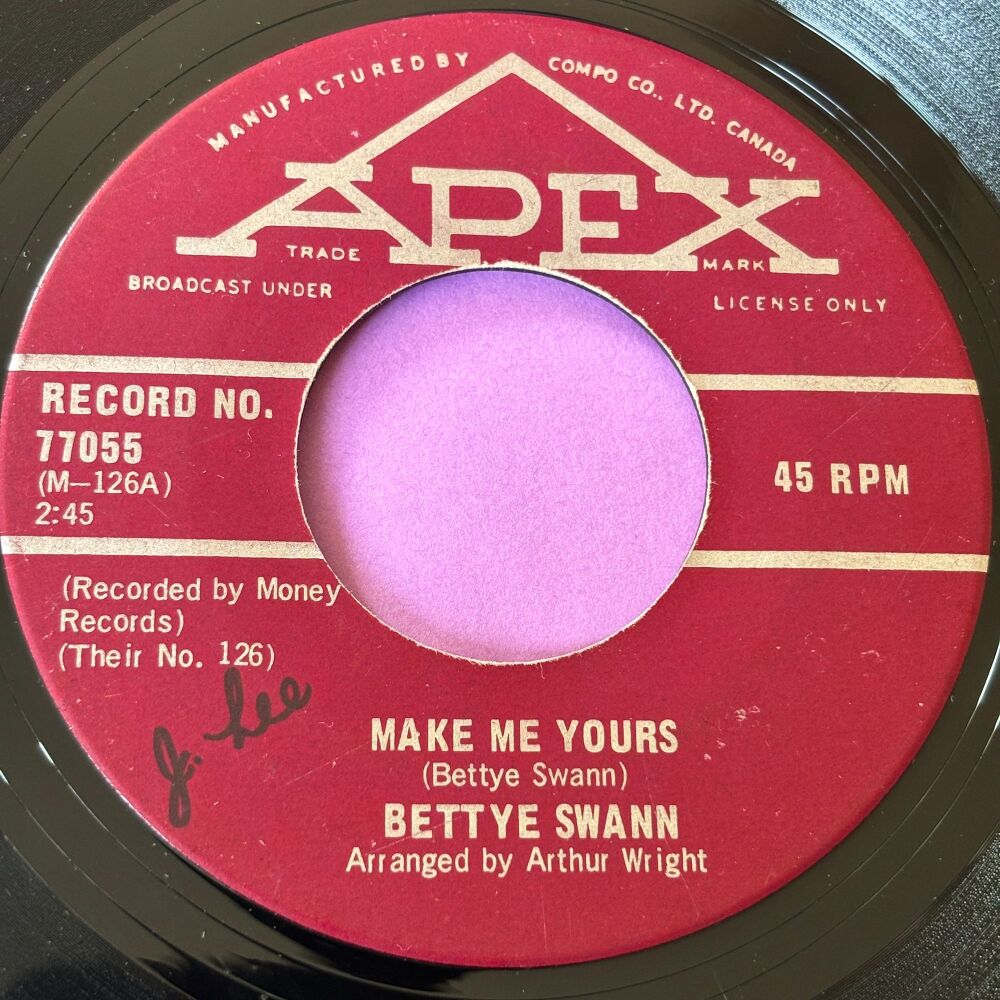 MANUFACTURED BY COMPO CO., LTD. CANADA
APEX
TRADE MARK
BROADCAST UNDER LICENSE ONLY
RECORD NO.
77055
(M—126A)
2:45
45 RPM
(Recorded by Money
Records)
(Their No. 126)
J. Lee
MAKE ME YOURS
(Bettye Swann)
BETTYE SWANN
Arranged by Arthur Wright